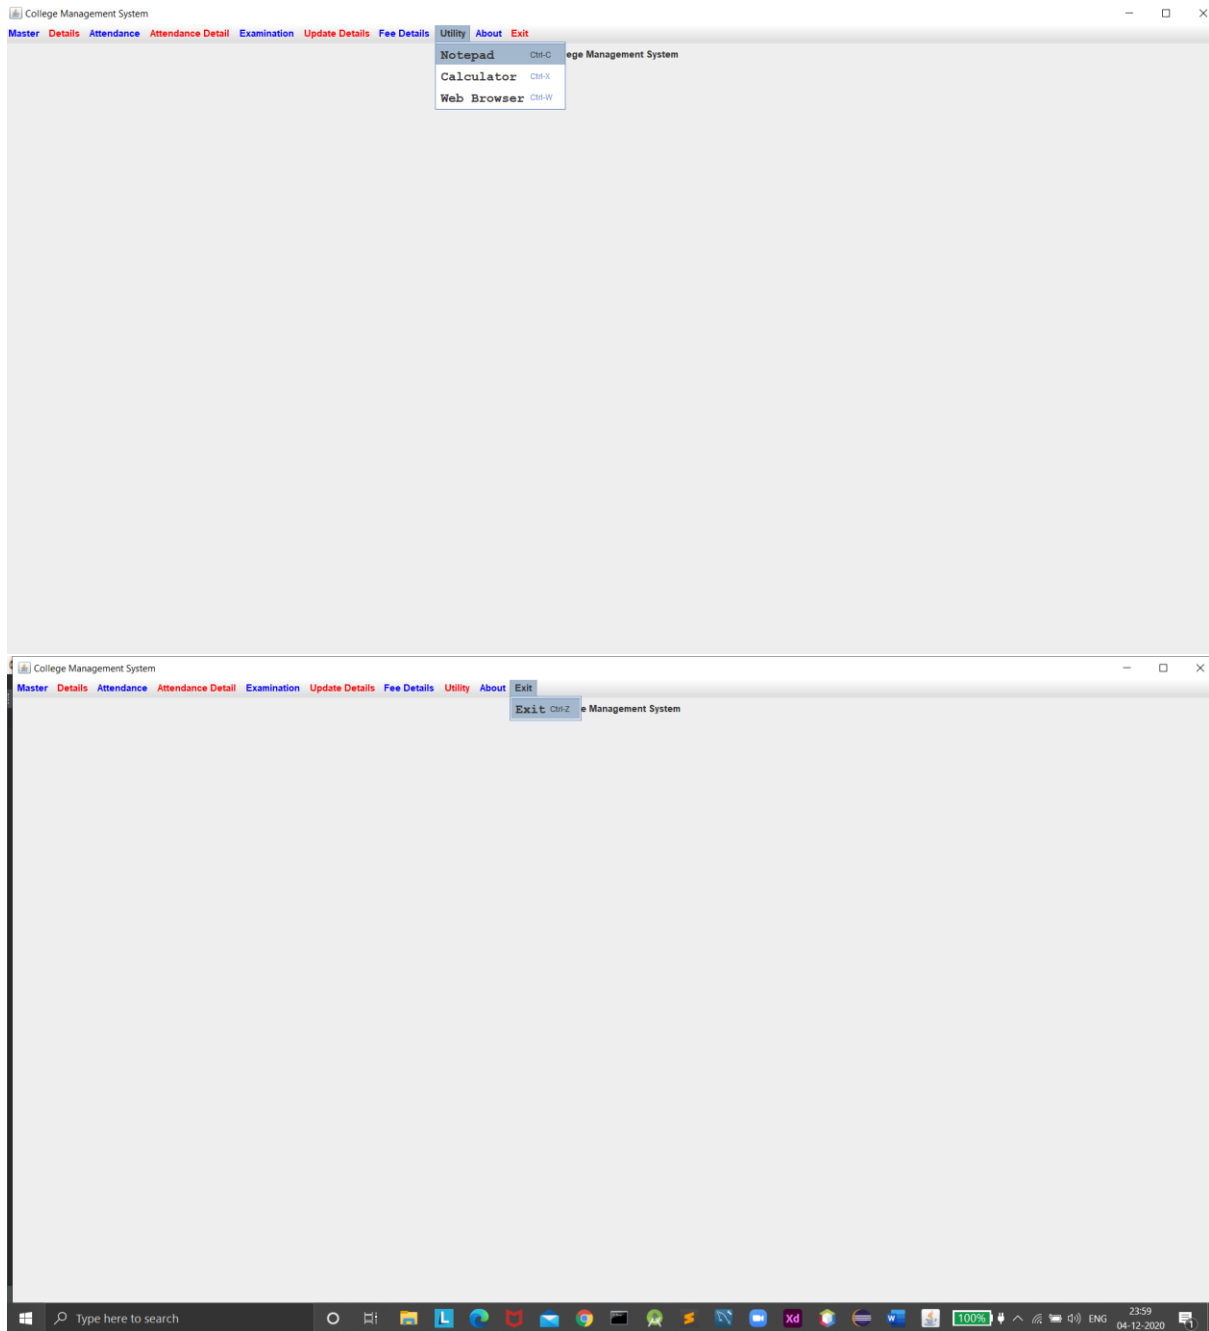 College Management System
Master Details Attendance Attendance Detail Examination Update Details Fee Details Utility About Exit
Notepad Ctrl-C ege Management System
Calculator Ctrl-X
Web Browser Ctrl-W
College Management System
Master Details Attendance Attendance Detail Examination Update Details Fee Details Utility About Exit
Exit Ctrl-Z e Management System
Type here to search L Xd W 100% ENG 23:59
04-12-2020 1